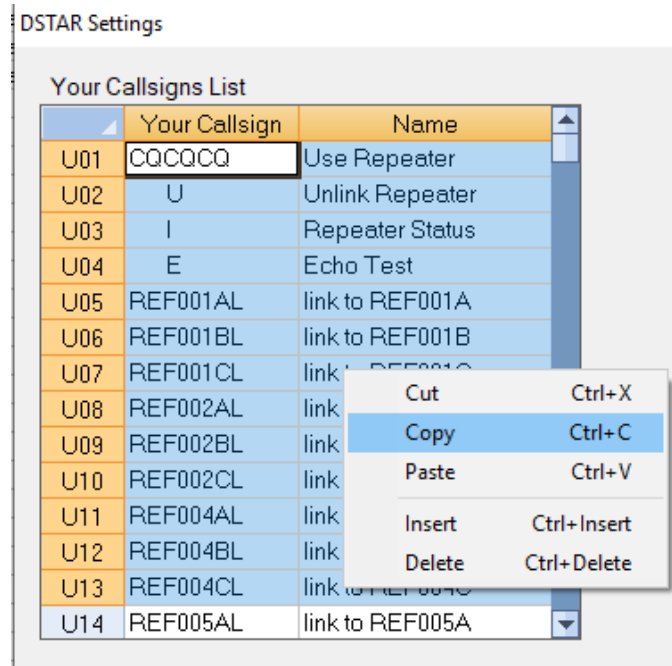 DSTAR Settings
Your Callsigns List
Your Callsign Name
U01 CQCQCQ Use Repeater
U02 U Unlink Repeater
U03 I Repeater Status
U04 E Echo Test
U05 REF001AL link to REF001A
U06 REF001BL link to REF001B
U07 REF001CL link
U08 REF002AL link
U09 REF002BL link
U10 REF002CL link
U11 REF004AL link
U12 REF004BL link
U13 REF004CL link
U14 REF005AL link to REF005A
Cut Ctrl+X
Copy Ctrl+C
Paste Ctrl+V
Insert Ctrl+Insert
Delete Ctrl+Delete